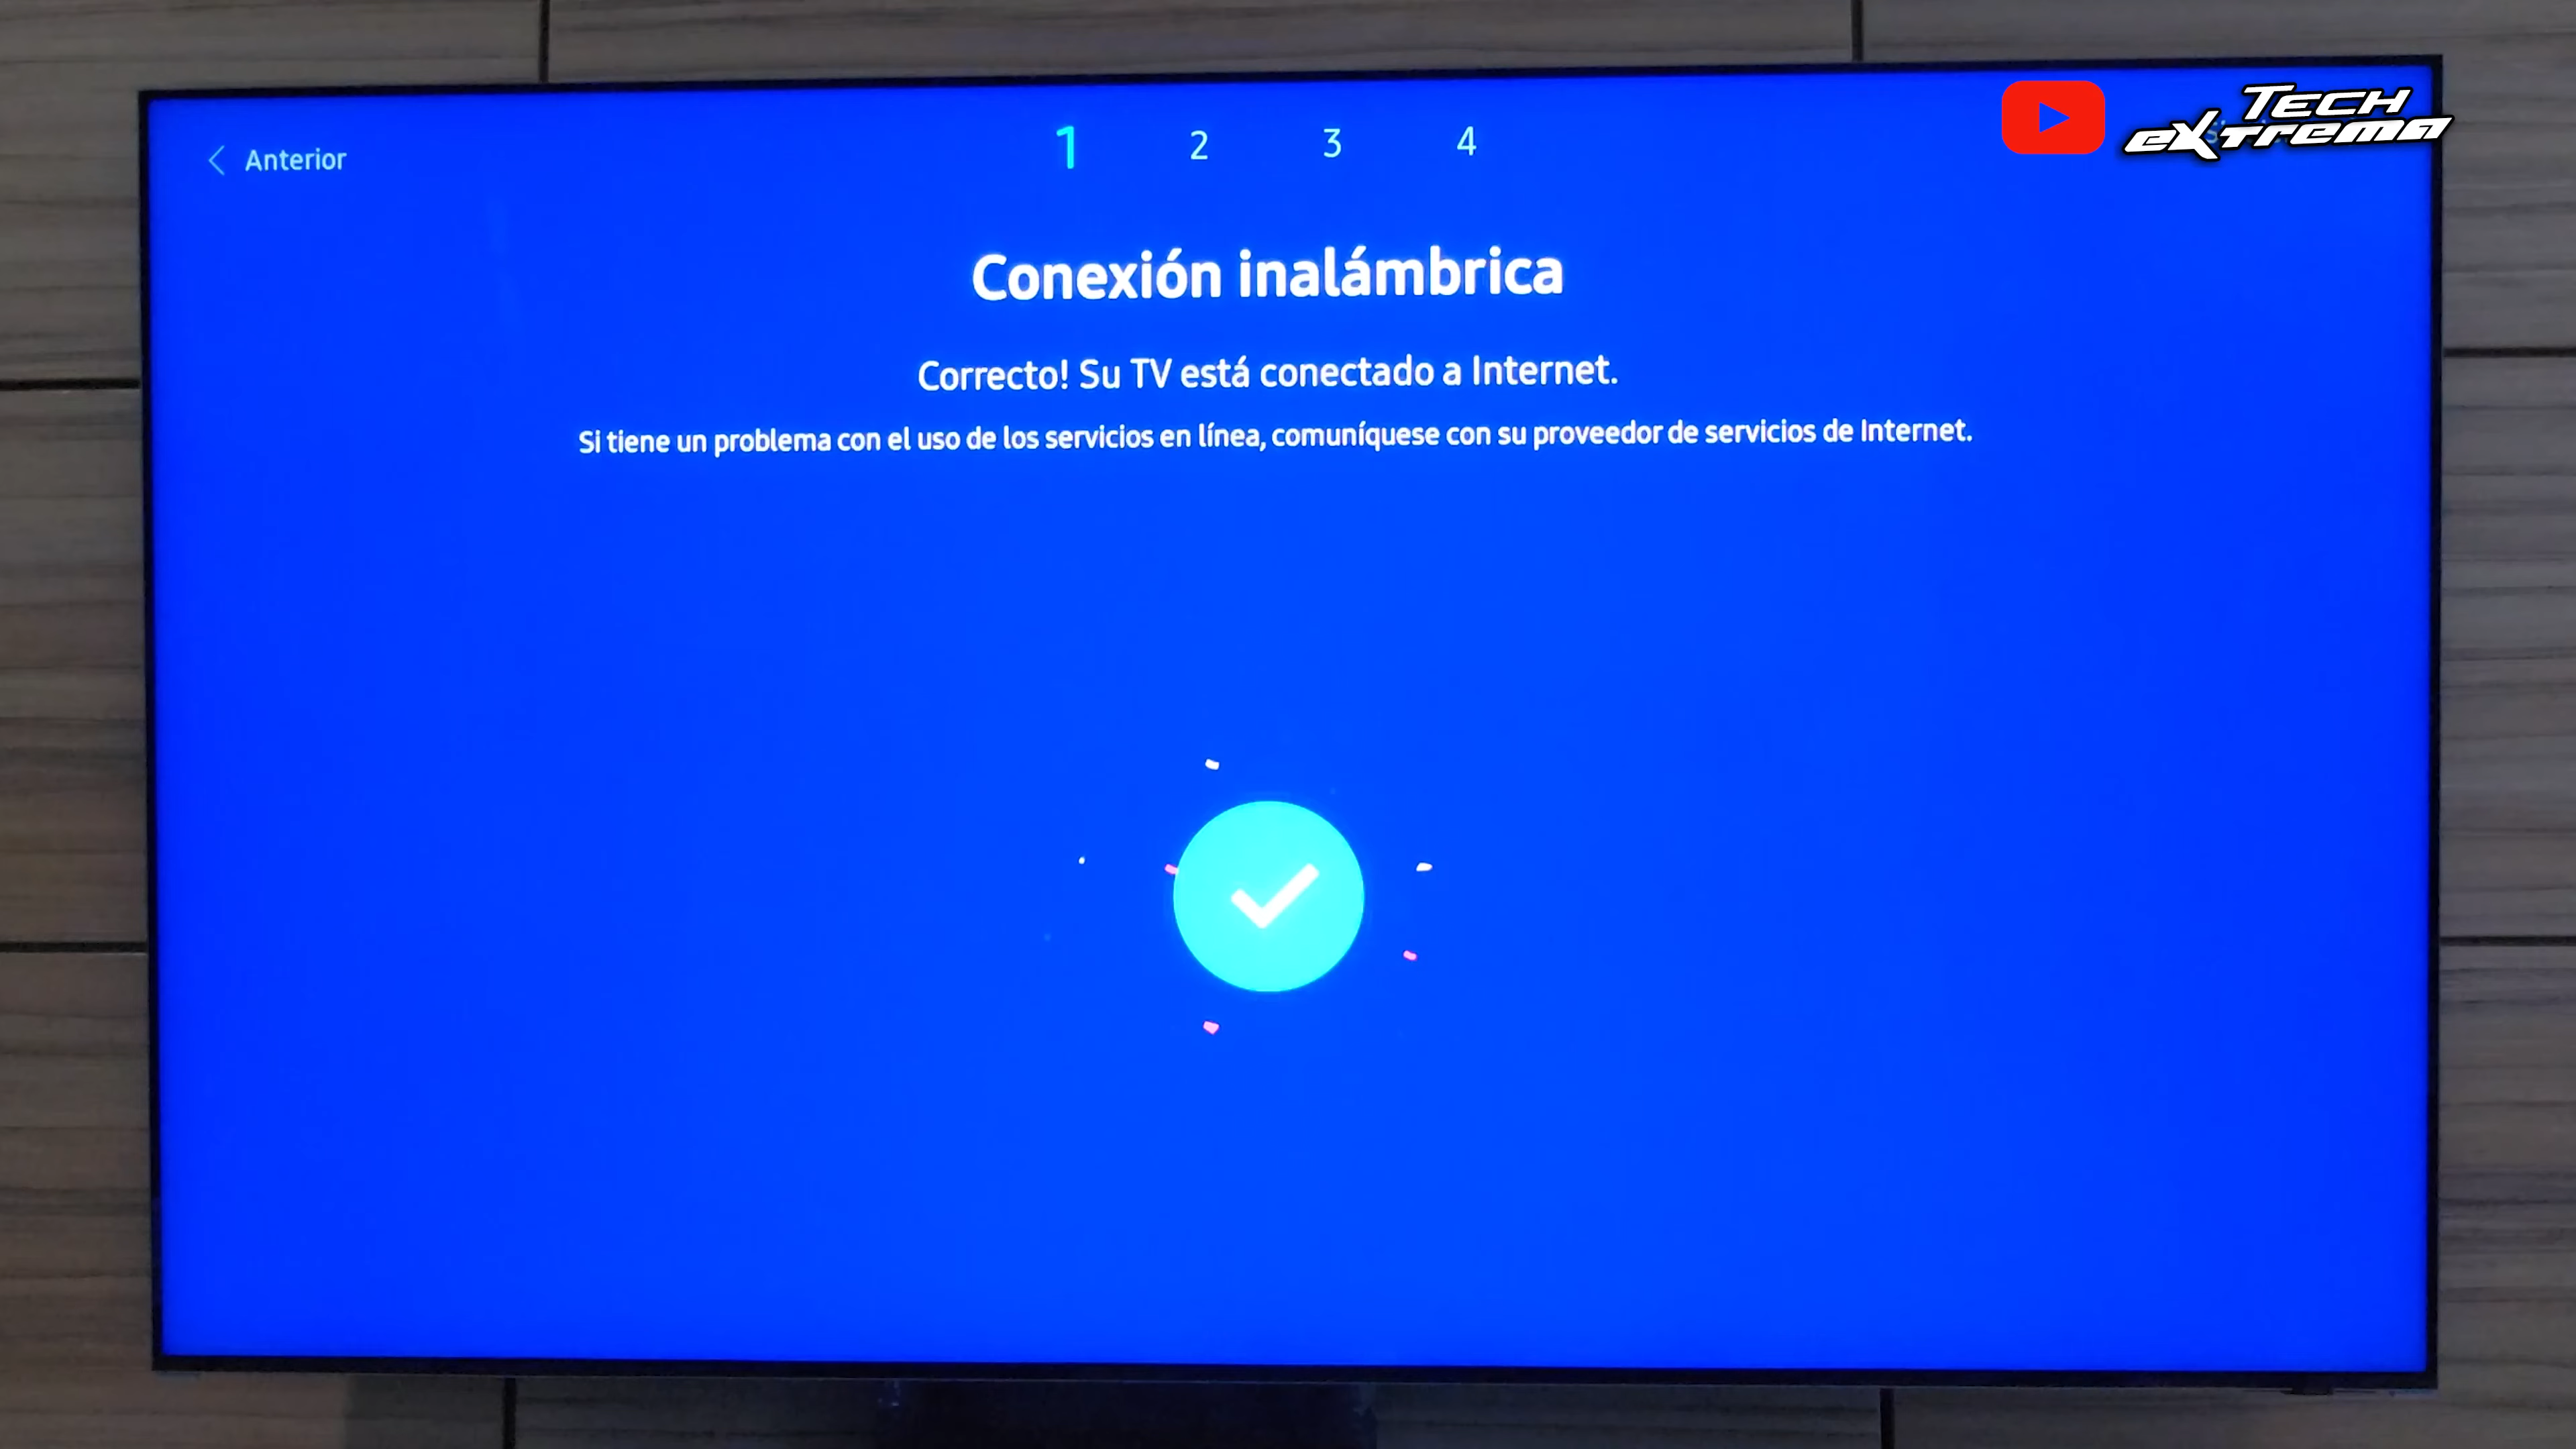 Anterior
1 2 3 4
TECH
eXTrema
Conexión inalámbrica
Correcto! Su TV está conectado a Internet.
Si tiene un problema con el uso de los servicios en línea, comuníquese con su proveedor de servicios de Internet.